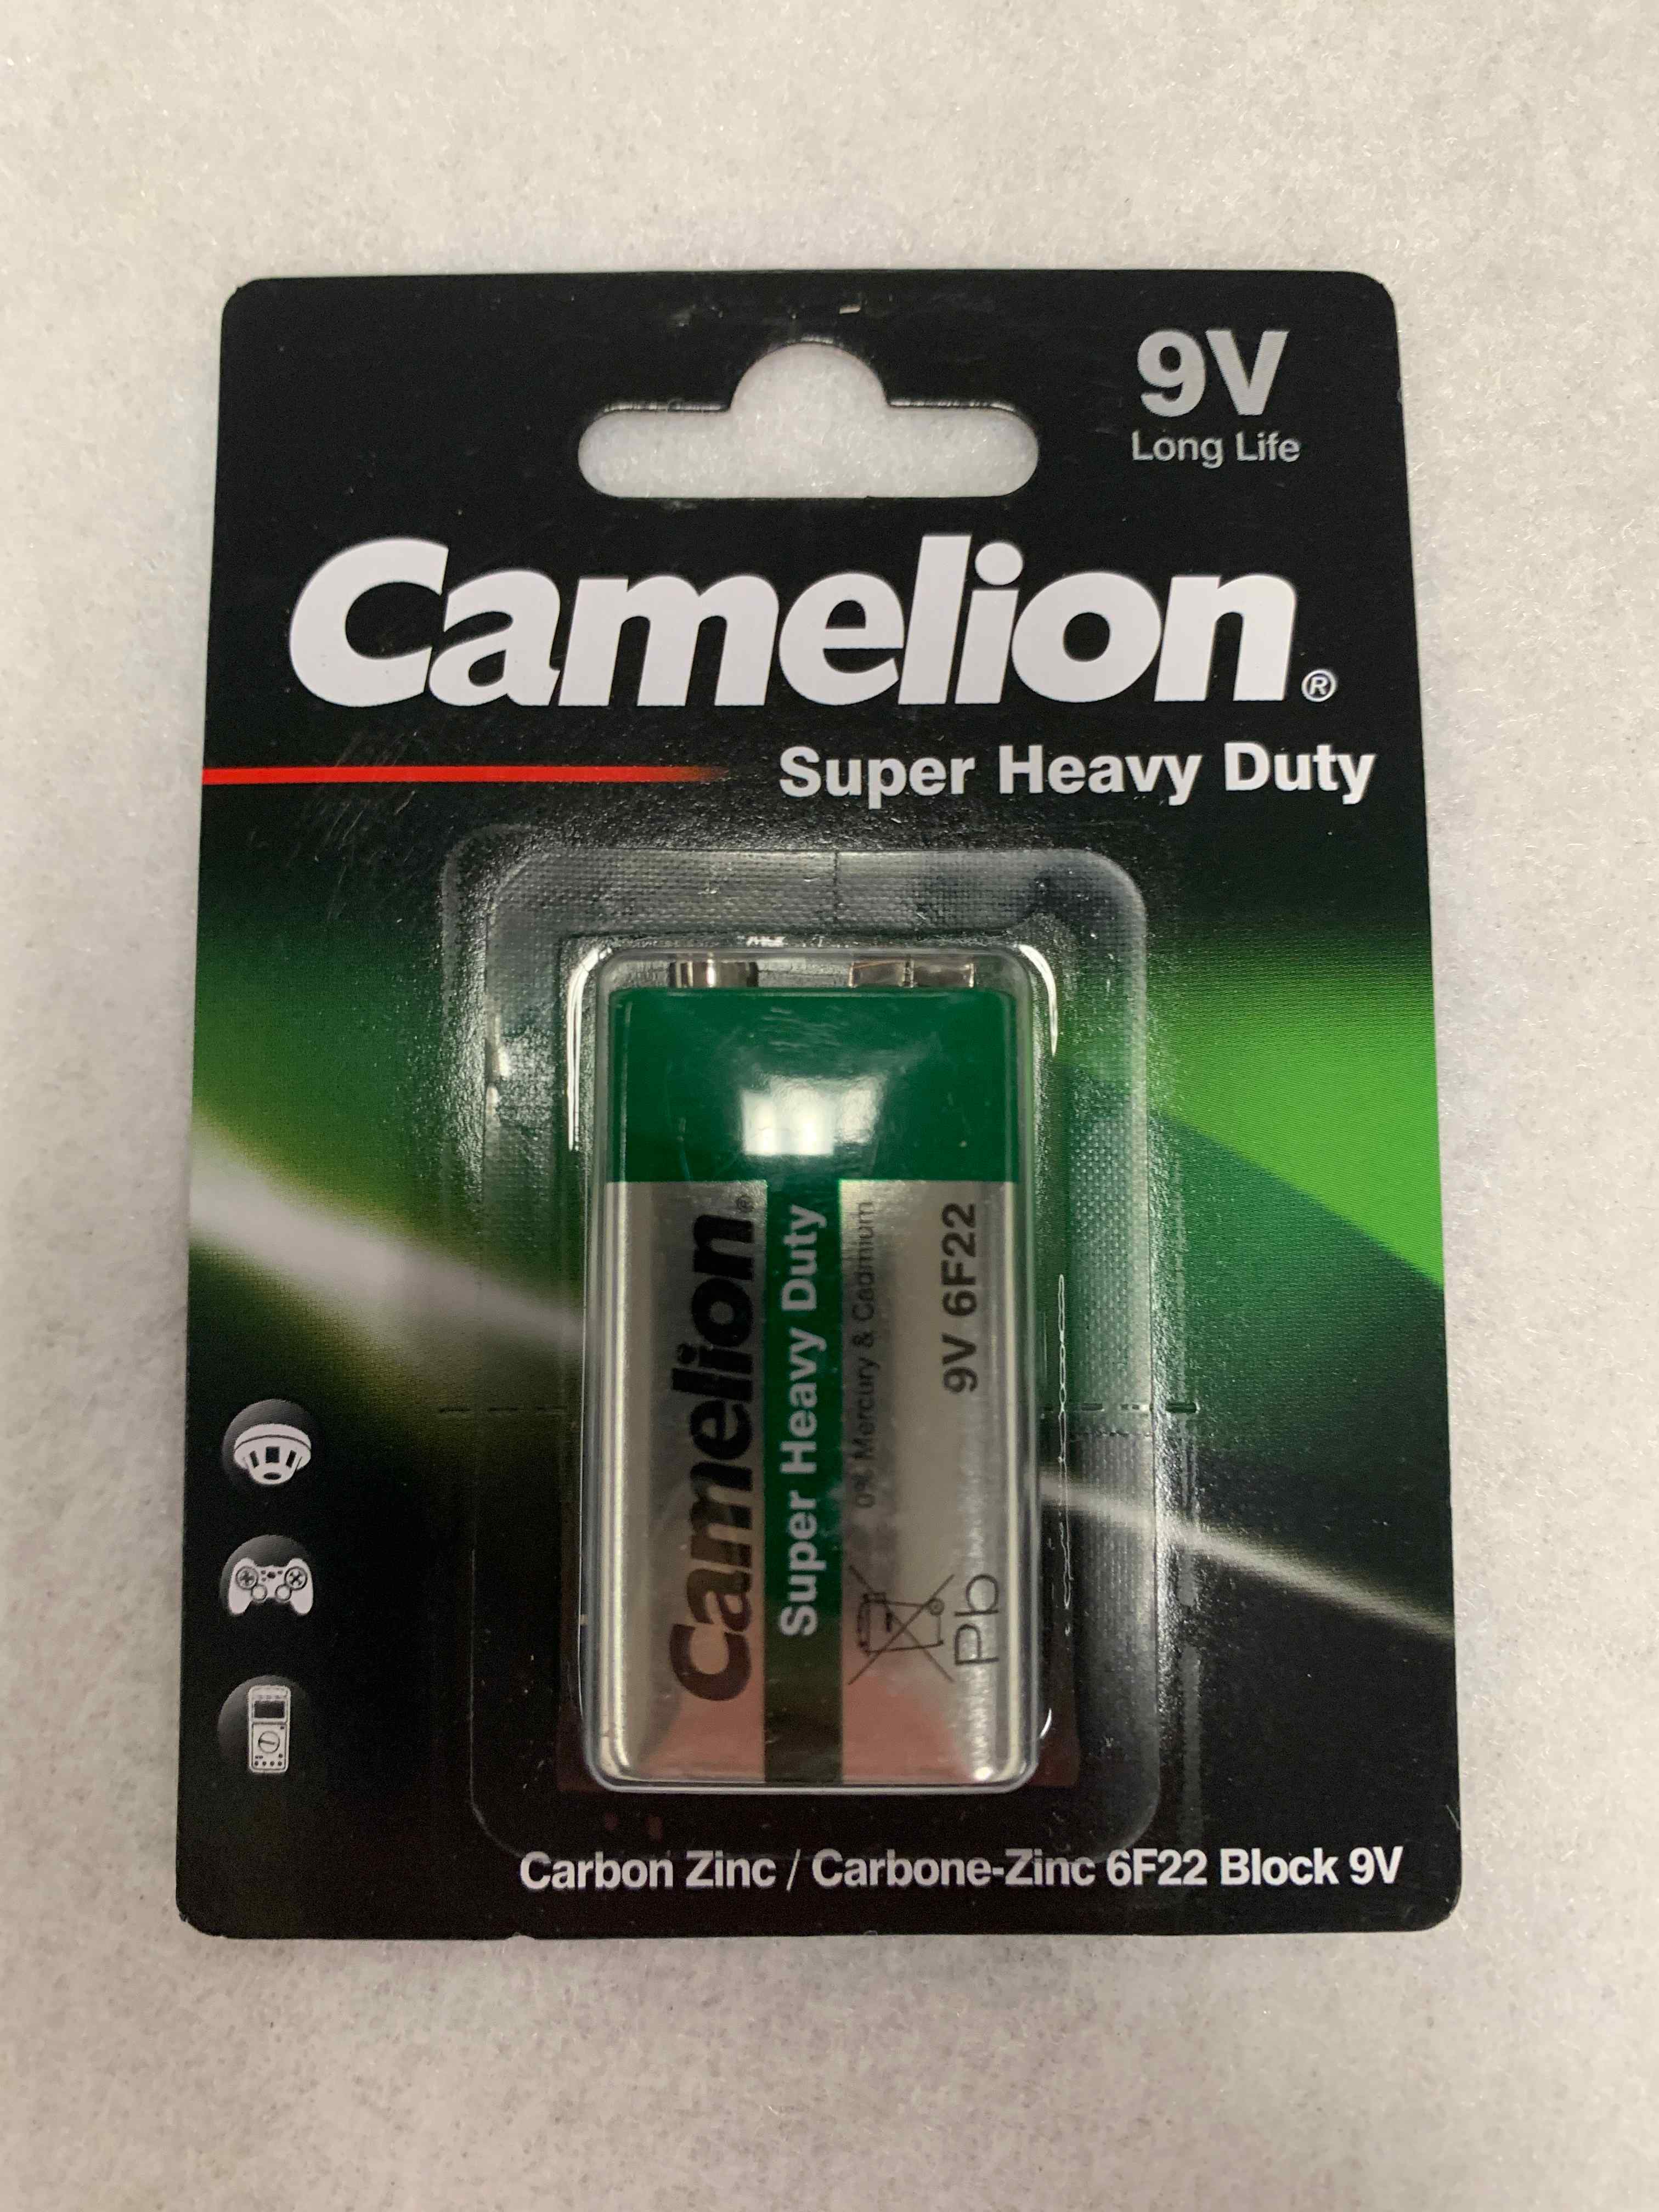 9V
Long Life
Camelion®
Super Heavy Duty
Camelion®
Super Heavy Duty
0% Mercury & Cadmium
9V 6F22
Pb
Carbon Zinc / Carbone-Zinc 6F22 Block 9V